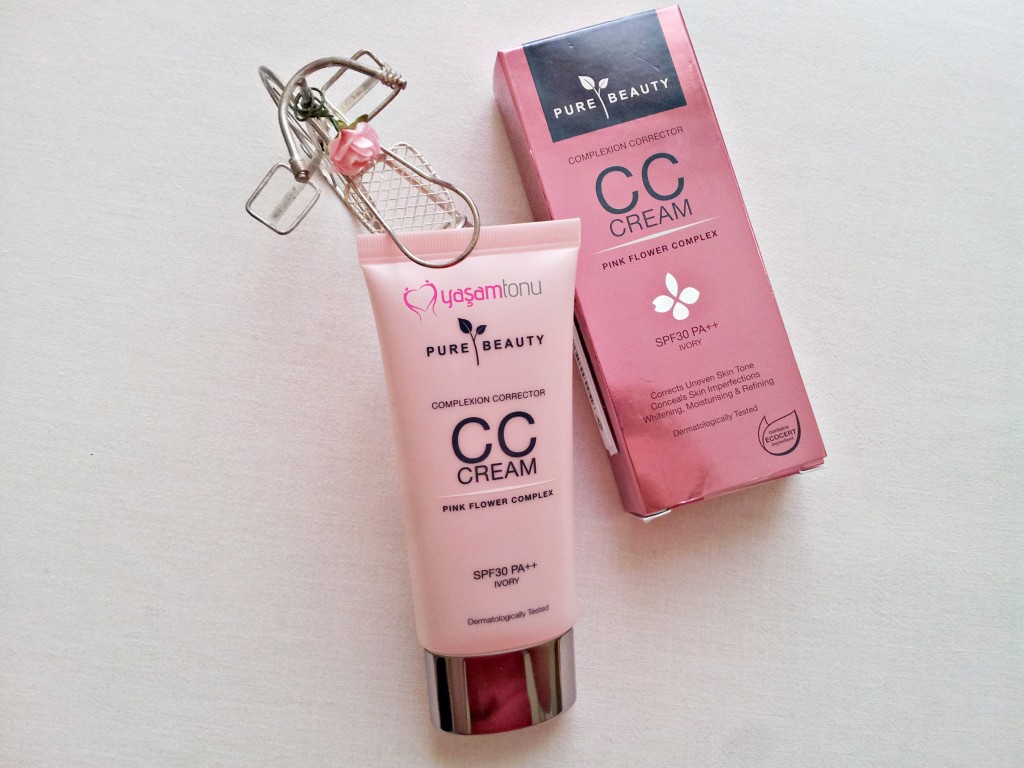 yaşamtonu
PURE BEAUTY
COMPLEXION CORRECTOR
CC
CREAM
PINK FLOWER COMPLEX
SPF30 PA++
IVORY
Dermatologically Tested
PURE BEAUTY
COMPLEXION CORRECTOR
CC
CREAM
PINK FLOWER COMPLEX
SPF30 PA++
IVORY
Corrects Uneven Skin Tone
Conceals Skin Imperfections
Whitening, Moisturising & Refining
Dermatologically Tested
contains
ECOCERT
ingredient